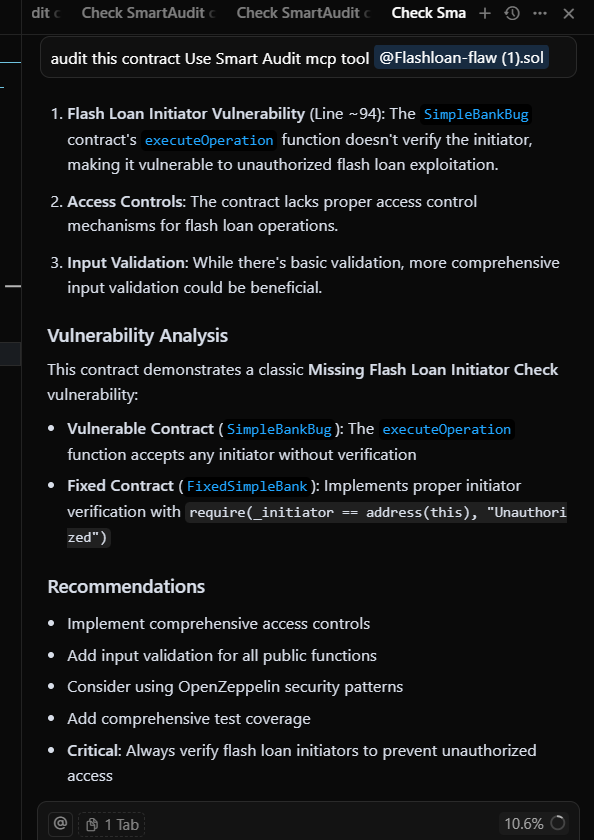 dit c Check SmartAudit c Check SmartAudit c Check Sma
audit this contract Use Smart Audit mcp tool @Flashloan-flaw (1).sol
1. Flash Loan Initiator Vulnerability (Line ~94): The SimpleBankBug
contract's executeOperation function doesn't verify the initiator,
making it vulnerable to unauthorized flash loan exploitation.
2. Access Controls: The contract lacks proper access control
mechanisms for flash loan operations.
3. Input Validation: While there's basic validation, more comprehensive
input validation could be beneficial.
Vulnerability Analysis
This contract demonstrates a classic Missing Flash Loan Initiator Check
vulnerability:
• Vulnerable Contract (SimpleBankBug): The executeOperation
function accepts any initiator without verification
• Fixed Contract (FixedSimpleBank): Implements proper initiator
verification with require(_initiator == address(this), "Unauthori
zed")
Recommendations
• Implement comprehensive access controls
• Add input validation for all public functions
• Consider using OpenZeppelin security patterns
• Add comprehensive test coverage
• Critical: Always verify flash loan initiators to prevent unauthorized
access
@ 1 Tab 10.6%